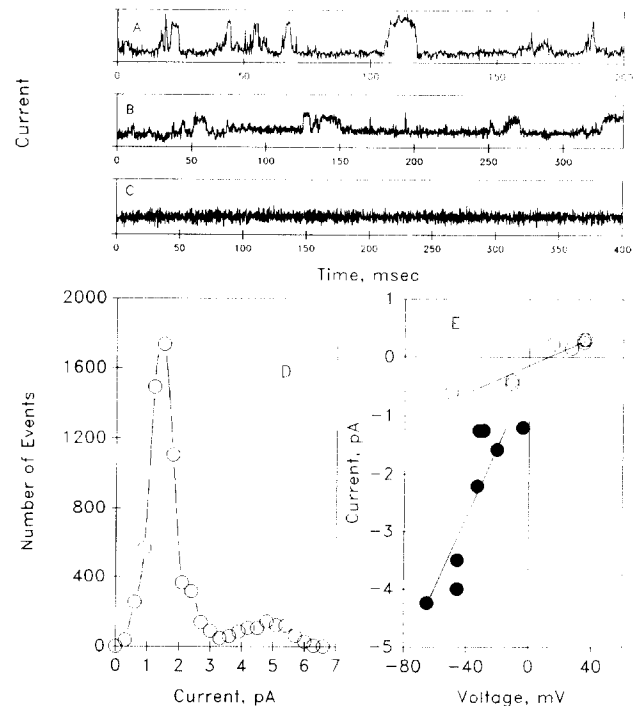 A
0 50 100 150
B
0 50 100 150 200 250 300
C
0 50 100 150 200 250 300 350 400
Current
Time, msec
D
2000
1600
1200
800
400
0
0 1 2 3 4 5 6 7
Number of Events
Current, pA
E
1
0
-1
-2
-3
-4
-5
-80 -40 0 40 80
Current, pA
Voltage, mV